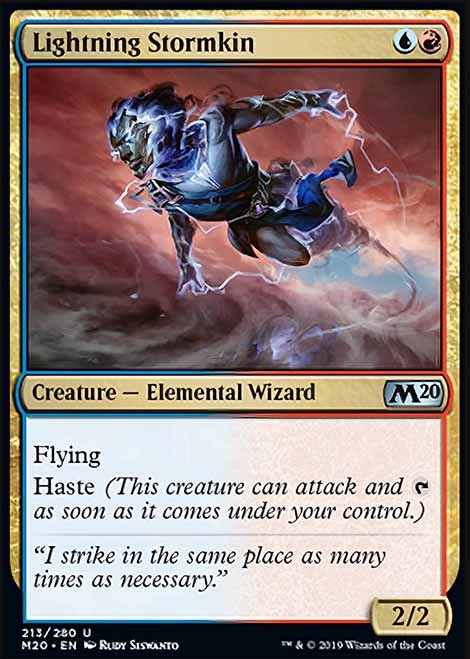 Lightning Stormkin
Creature — Elemental Wizard
M20
Flying
Haste (This creature can attack and
as soon as it comes under your control.)
“I strike in the same place as many
times as necessary.”
2/2
213/280 U
M20 • EN Rudy Siswanto
™ & © 2019 Wizards of the Coast